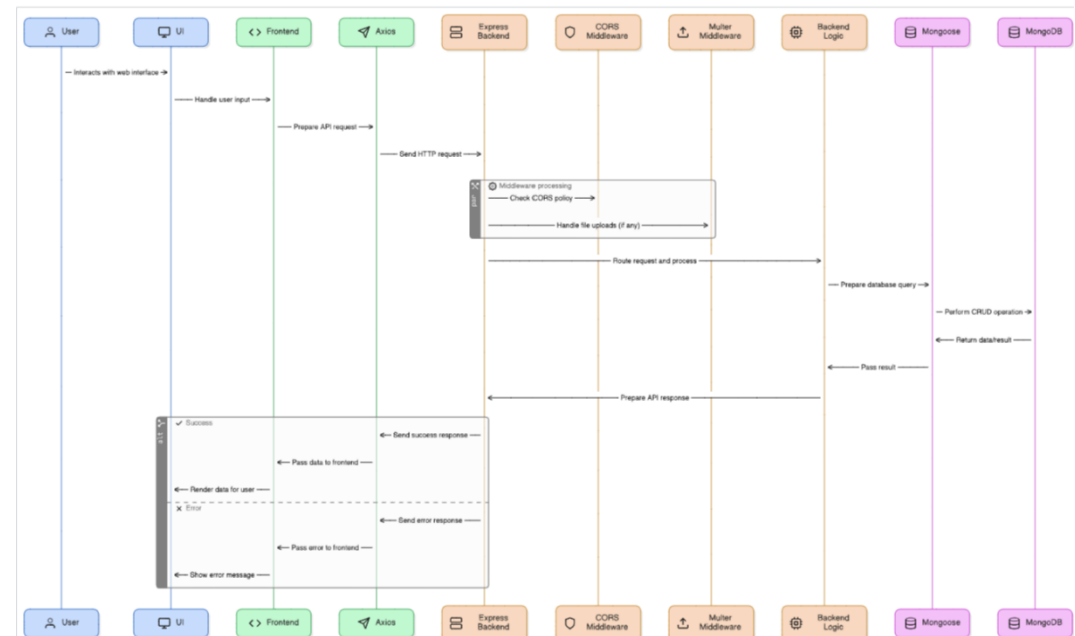 User
UI
Frontend
Axios
Express
Backend
CORS
Middleware
Multer
Middleware
Backend
Logic
Mongoose
MongoDB
Interacts with web interface
Handle user input
Prepare API request
Send HTTP request
par
Middleware processing
Check CORS policy
Handle file uploads (if any)
Route request and process
Prepare database query
Perform CRUD operation
Return data/result
Pass result
Prepare API response
alt
Success
Send success response
Pass data to frontend
Render data for user
Error
Send error response
Pass error to frontend
Show error message
User
UI
Frontend
Axios
Express
Backend
CORS
Middleware
Multer
Middleware
Backend
Logic
Mongoose
MongoDB